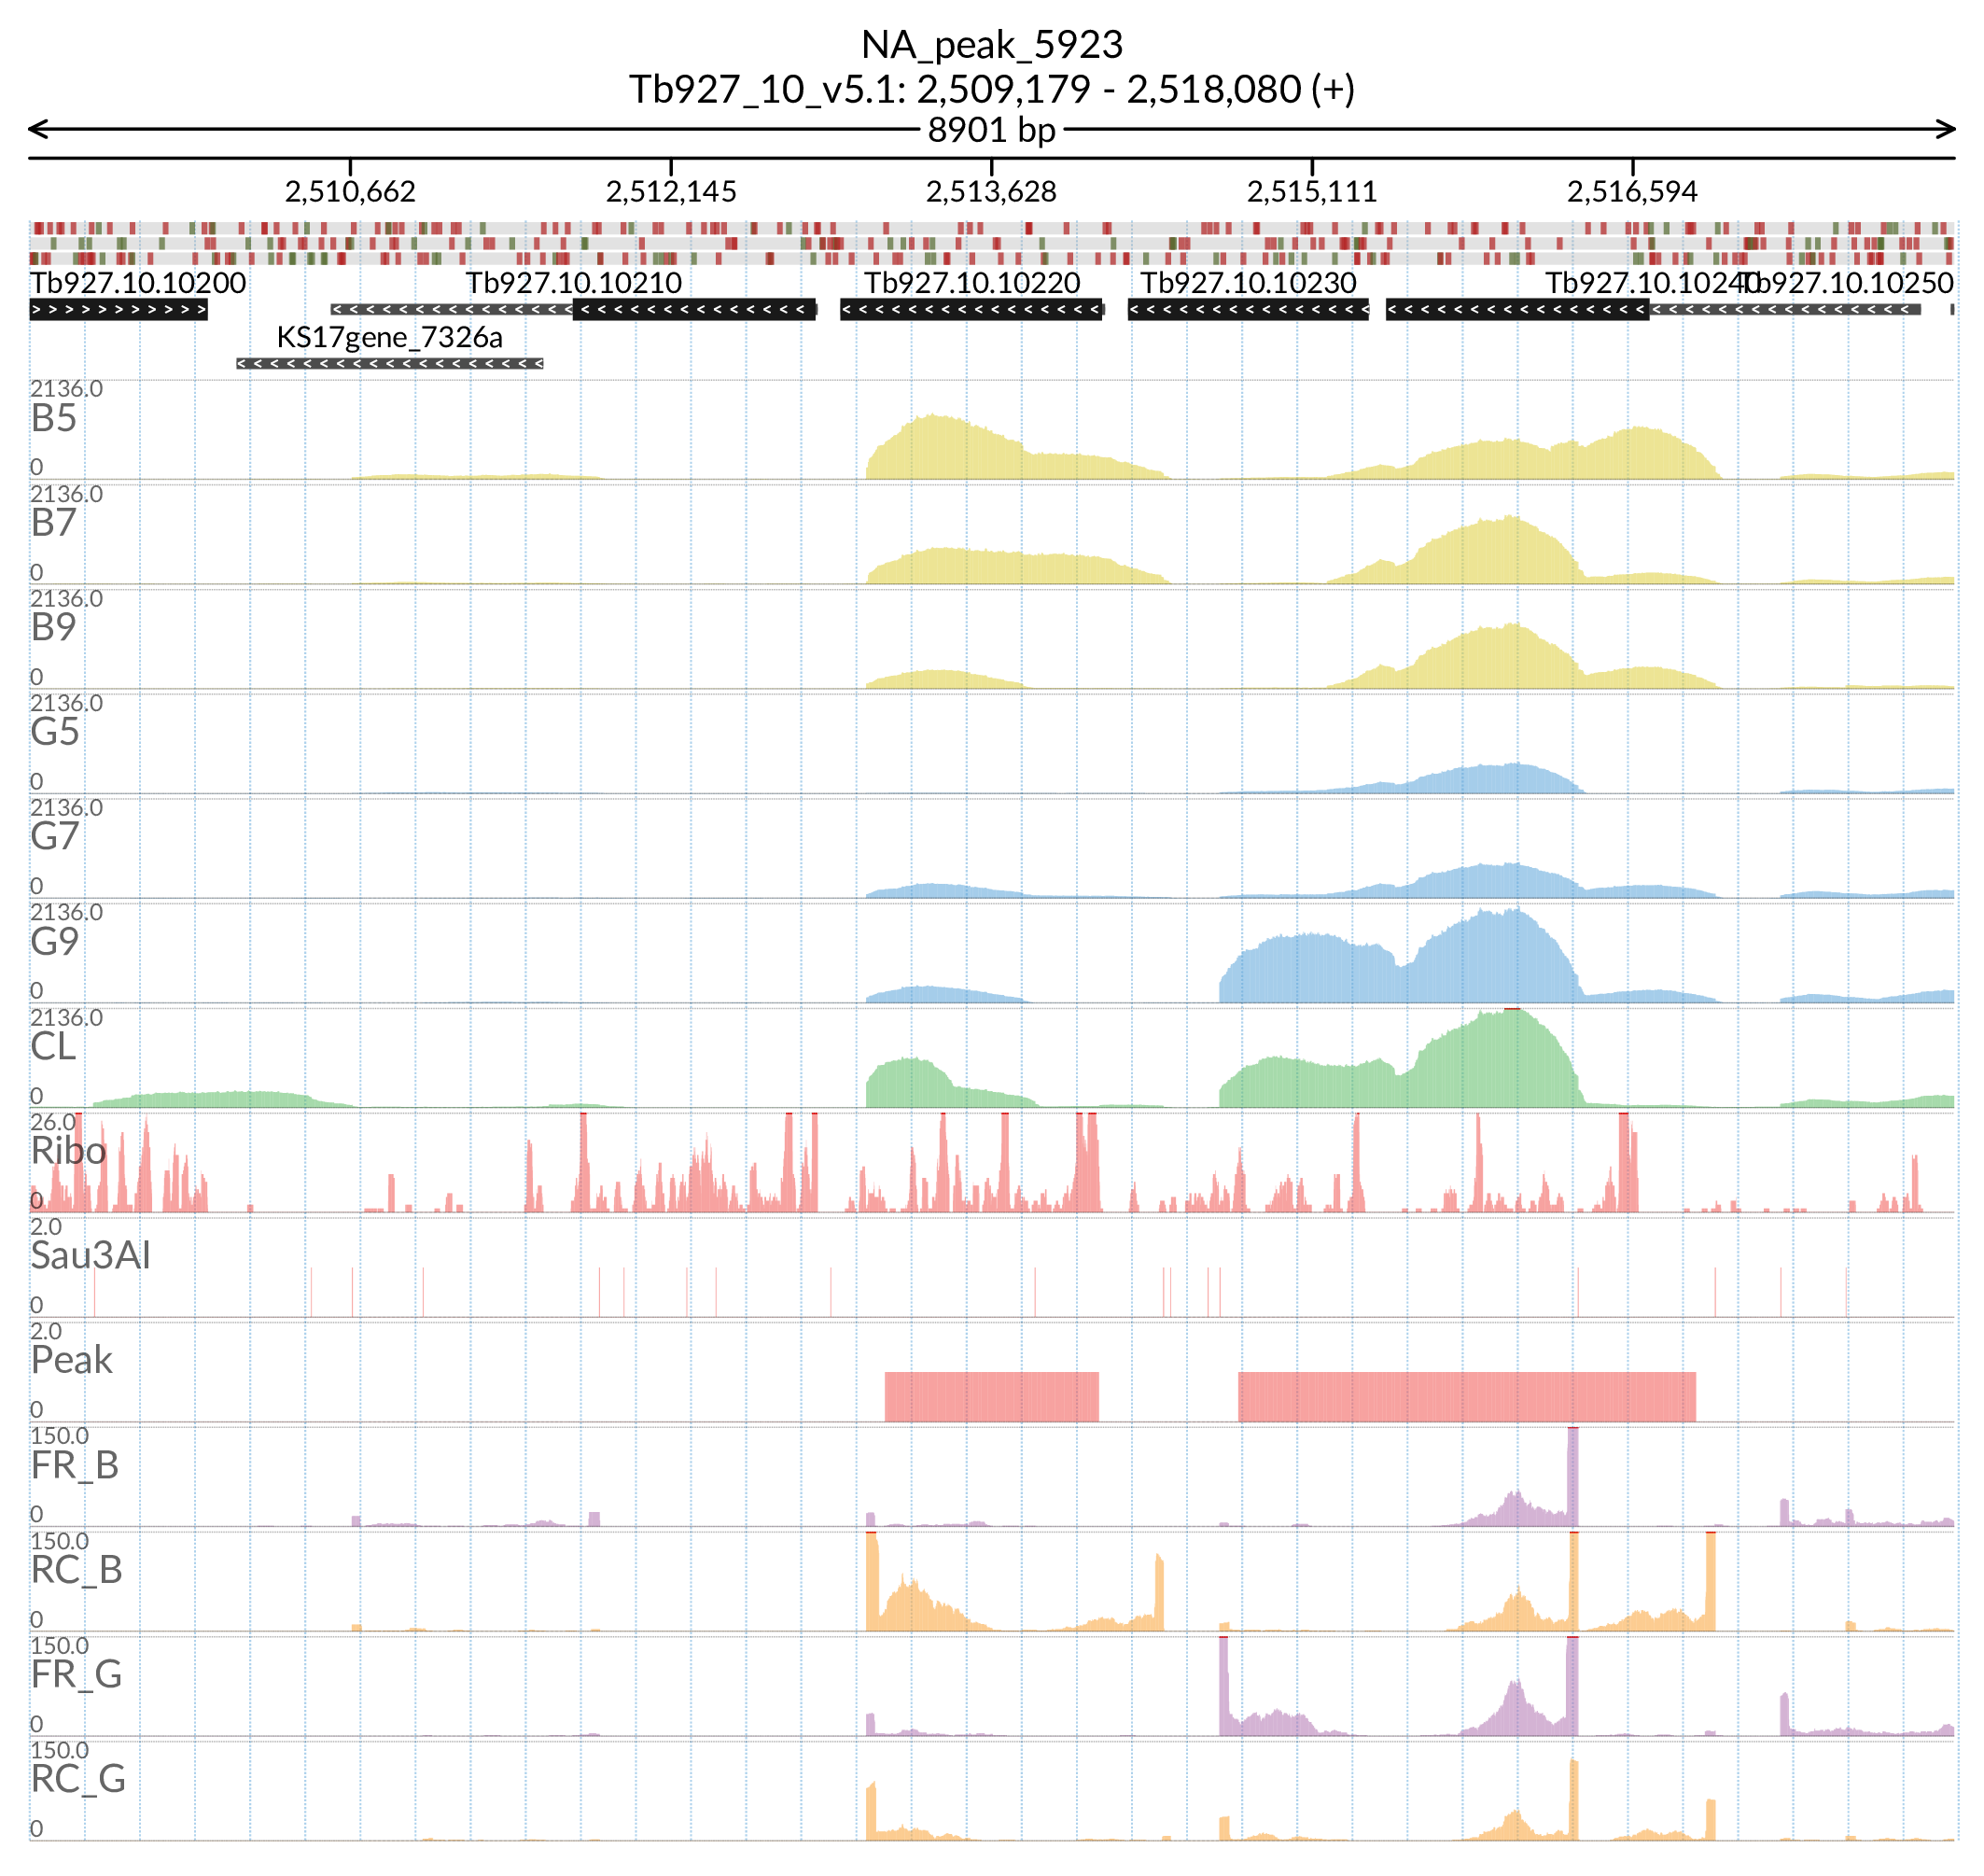 NA_peak_5923
Tb927_10_v5.1: 2,509,179 - 2,518,080 (+)
8901 bp
2,510,662 2,512,145 2,513,628 2,515,111 2,516,594
Tb927.10.10200 Tb927.10.10210 Tb927.10.10220 Tb927.10.10230 Tb927.10.10240 Tb927.10.10250
KS17gene_7326a
2136.0
B5
0
2136.0
B7
0
2136.0
B9
0
2136.0
G5
0
2136.0
G7
0
2136.0
G9
0
2136.0
CL
0
26.0
Ribo
0
2.0
Sau3AI
0
2.0
Peak
0
150.0
FR_B
0
150.0
RC_B
0
150.0
FR_G
0
150.0
RC_G
0